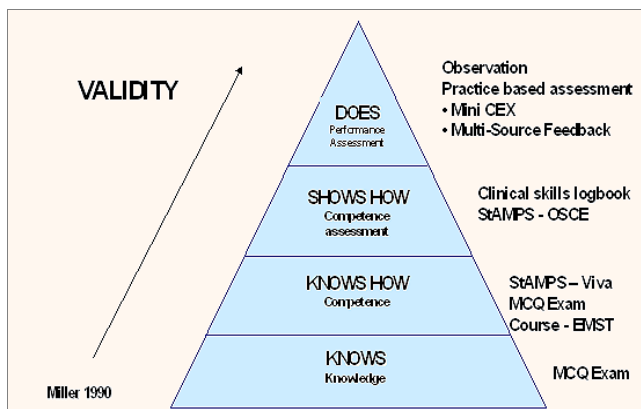 VALIDITY
Observation
Practice based assessment
• Mini CEX
• Multi-Source Feedback
DOES
Performance
Assessment
SHOWS HOW
Competence
assessment
Clinical skills logbook
StAMPS - OSCE
KNOWS HOW
Competence
StAMPS – Viva
MCQ Exam
Course - EMST
KNOWS
Knowledge
MCQ Exam
Miller 1990